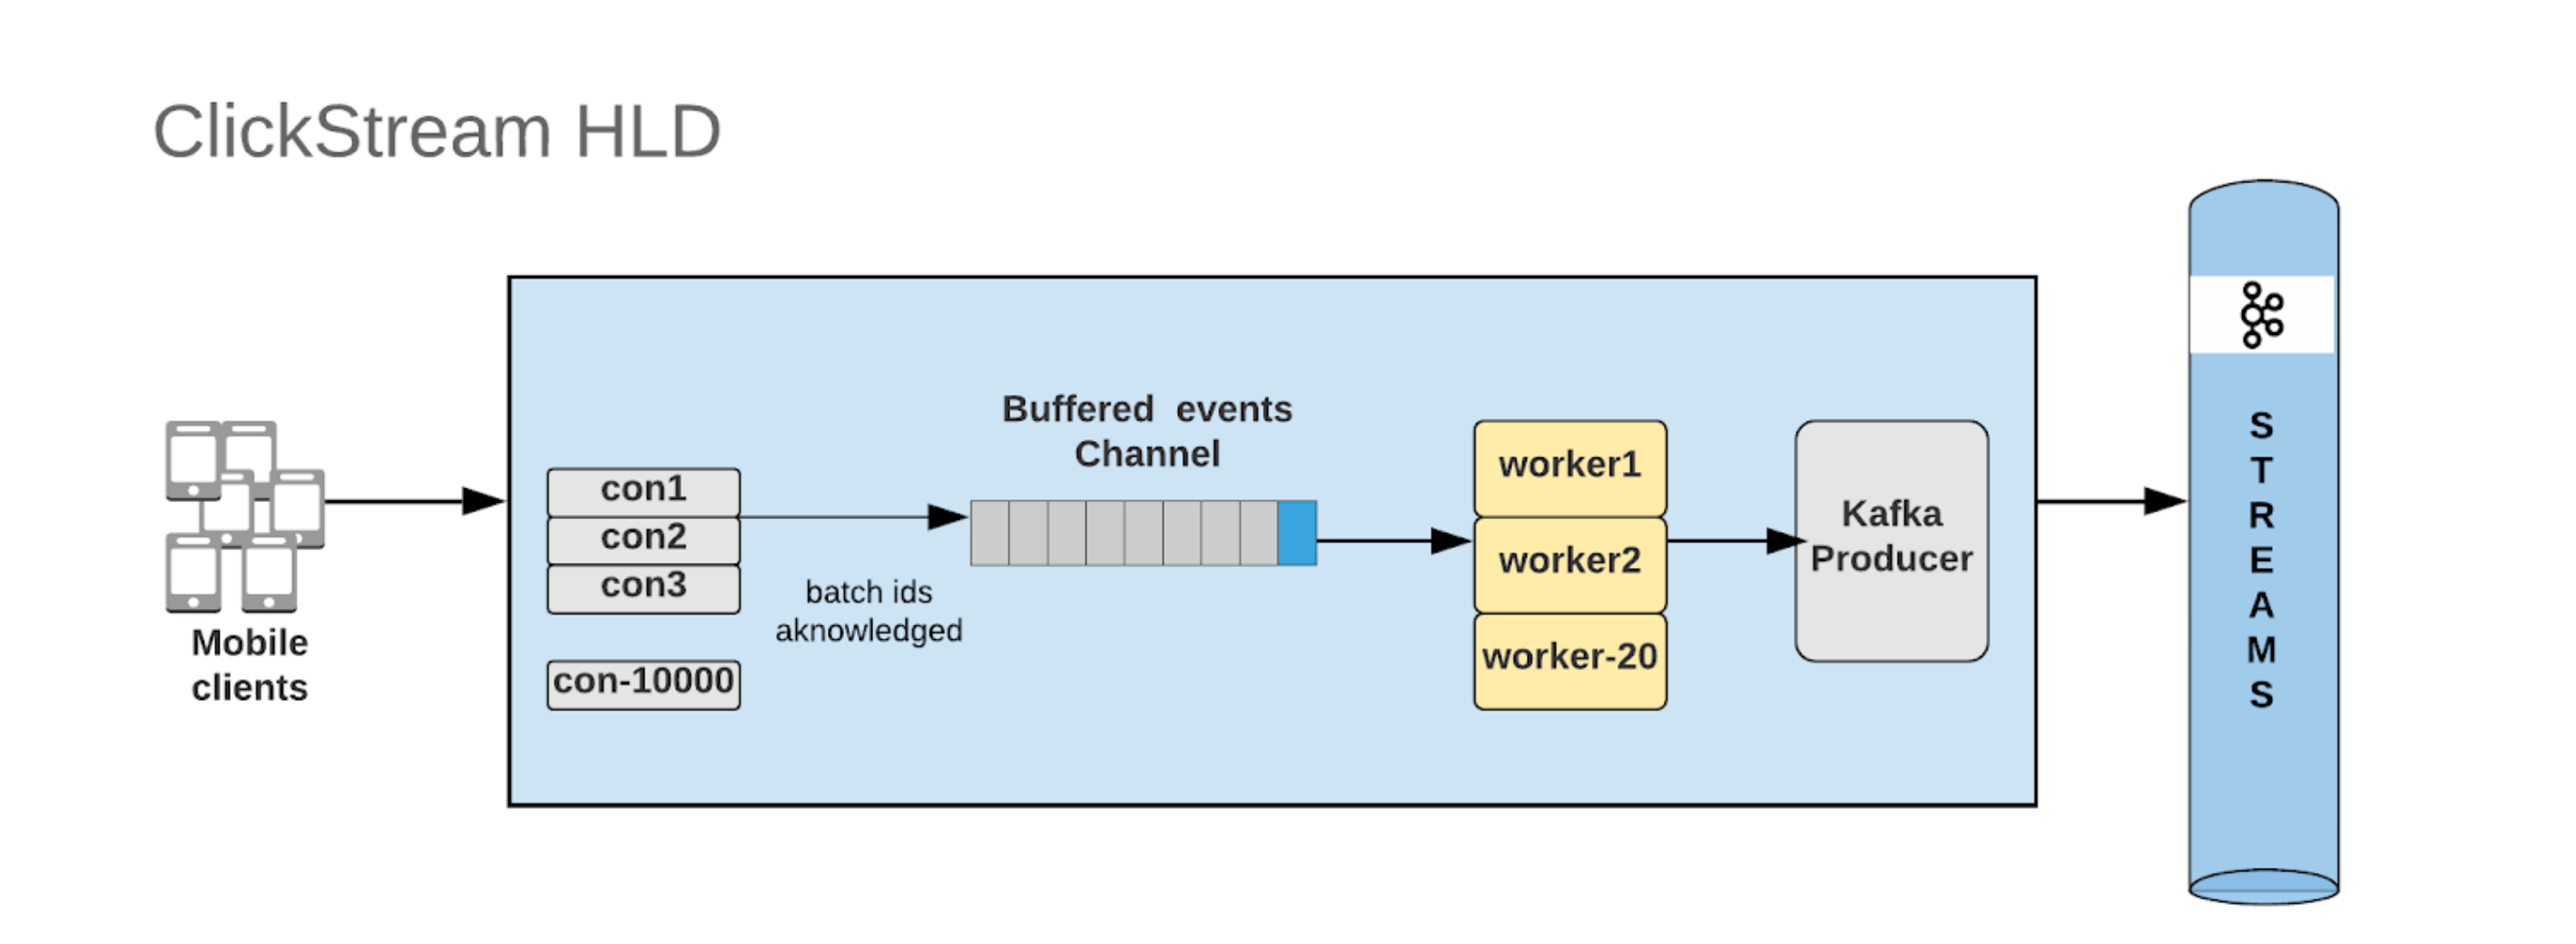 ClickStream HLD
Mobile
clients
con1
con2
con3
con-10000
batch ids
aknowledged
Buffered events
Channel
worker1
worker2
worker-20
Kafka
Producer
S
T
R
E
A
M
S